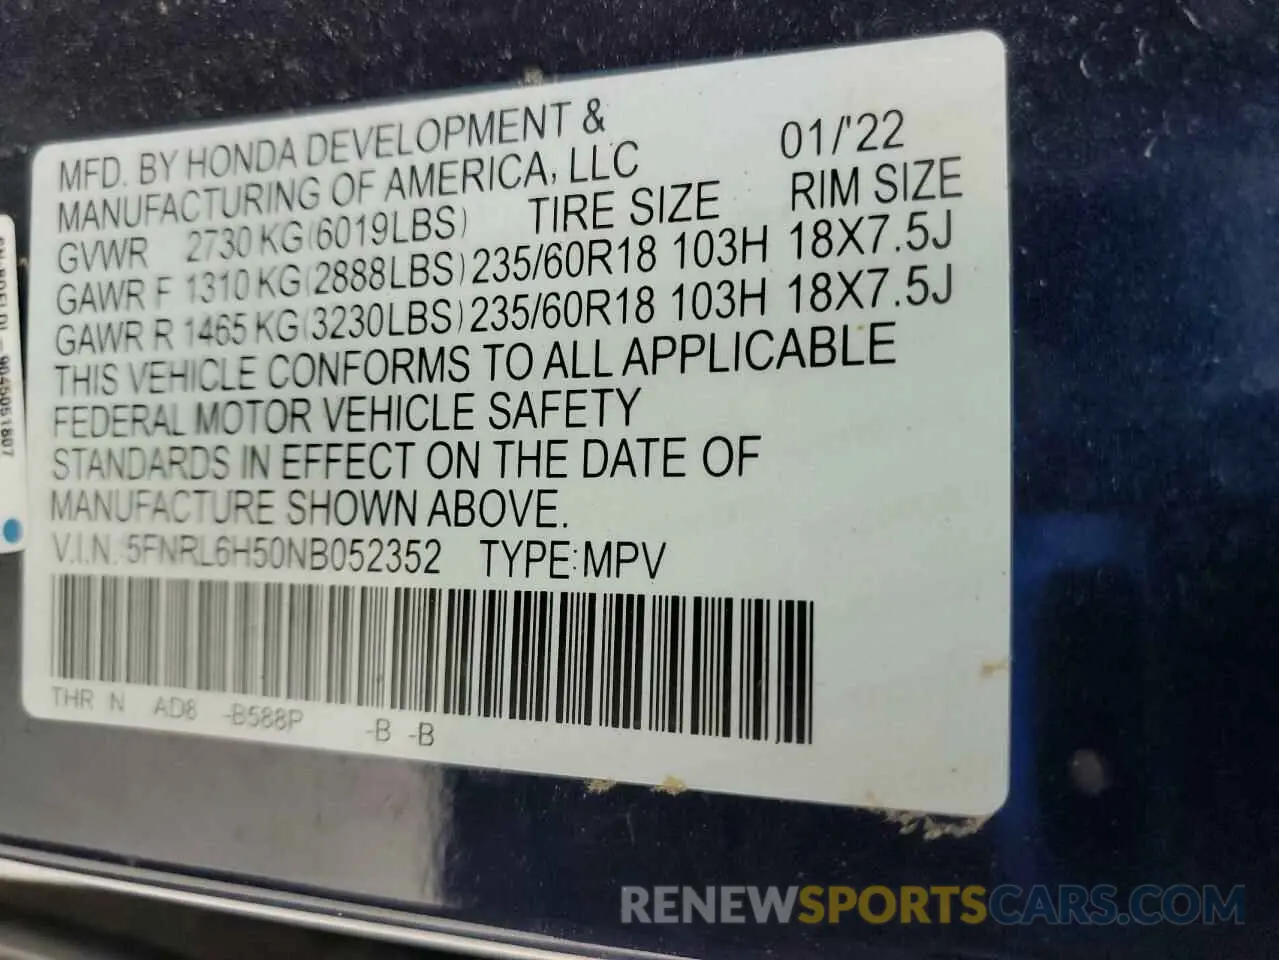 MFD. BY HONDA DEVELOPMENT &
MANUFACTURING OF AMERICA, LLC 01/'22
GVWR 2730 KG (6019LBS) TIRE SIZE RIM SIZE
GAWR F 1310 KG (2888LBS) 235/60R18 103H 18X7.5J
GAWR R 1465 KG (3230LBS) 235/60R18 103H 18X7.5J
THIS VEHICLE CONFORMS TO ALL APPLICABLE
FEDERAL MOTOR VEHICLE SAFETY
STANDARDS IN EFFECT ON THE DATE OF
MANUFACTURE SHOWN ABOVE.
V.I.N. 5FNRL6H50NB052352 TYPE:MPV
THR N AD8 -B588P -B -B
RENEWSPORTSCARS.COM